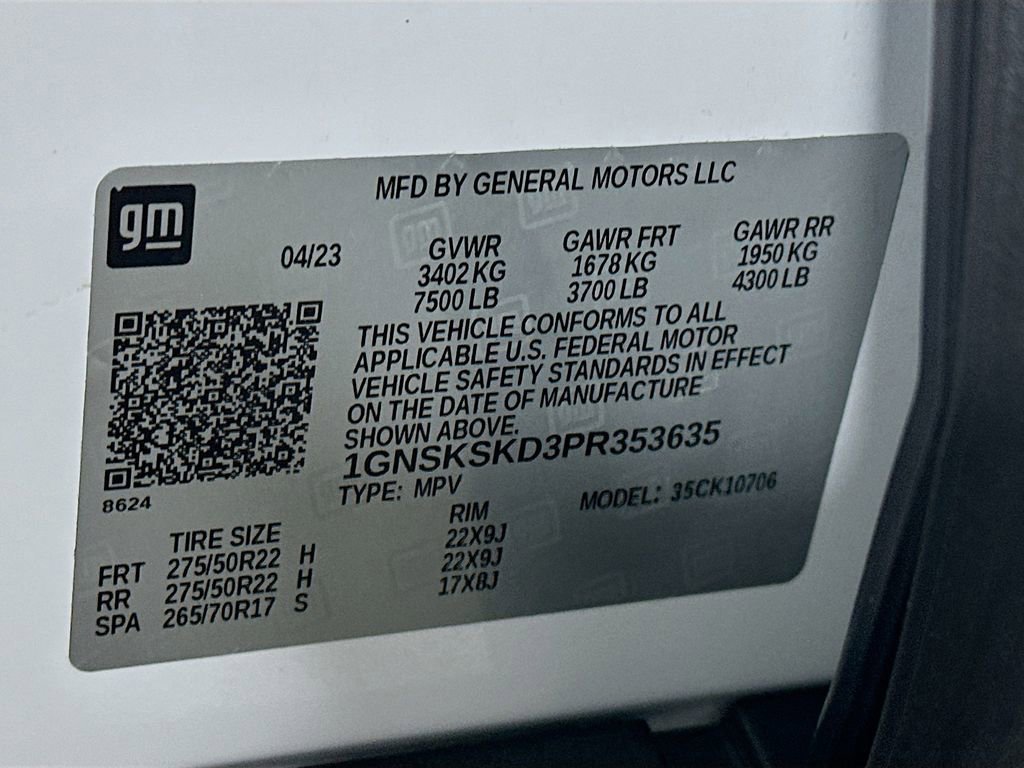 gm
MFD BY GENERAL MOTORS LLC
04/23 GVWR GAWR FRT GAWR RR
3402 KG 1678 KG 1950 KG
7500 LB 3700 LB 4300 LB
THIS VEHICLE CONFORMS TO ALL
APPLICABLE U.S. FEDERAL MOTOR
VEHICLE SAFETY STANDARDS IN EFFECT
ON THE DATE OF MANUFACTURE
SHOWN ABOVE.
1GNSKSKD3PR353635
TYPE: MPV MODEL: 35CK10706
8624
TIRE SIZE RIM
FRT 275/50R22 H 22X9J
RR 275/50R22 H 22X9J
SPA 265/70R17 S 17X8J